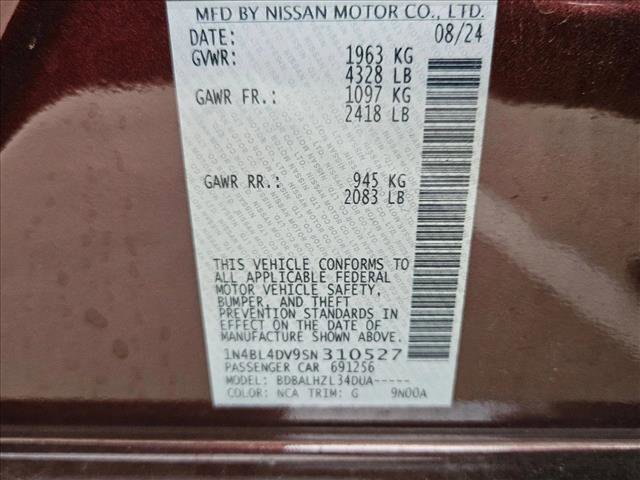 MFD BY NISSAN MOTOR CO., LTD.
DATE: 08/24
GVWR: 1963 KG
4328 LB
GAWR FR.: 1097 KG
2418 LB
GAWR RR.: 945 KG
2083 LB
THIS VEHICLE CONFORMS TO
ALL APPLICABLE FEDERAL
MOTOR VEHICLE SAFETY,
BUMPER, AND THEFT
PREVENTION STANDARDS IN
EFFECT ON THE DATE OF
MANUFACTURE SHOWN ABOVE.
1N4BL4DV9SN310527
PASSENGER CAR 691256
MODEL: BDBALHZL34DUA-----
COLOR: NCA TRIM: G 9N00A